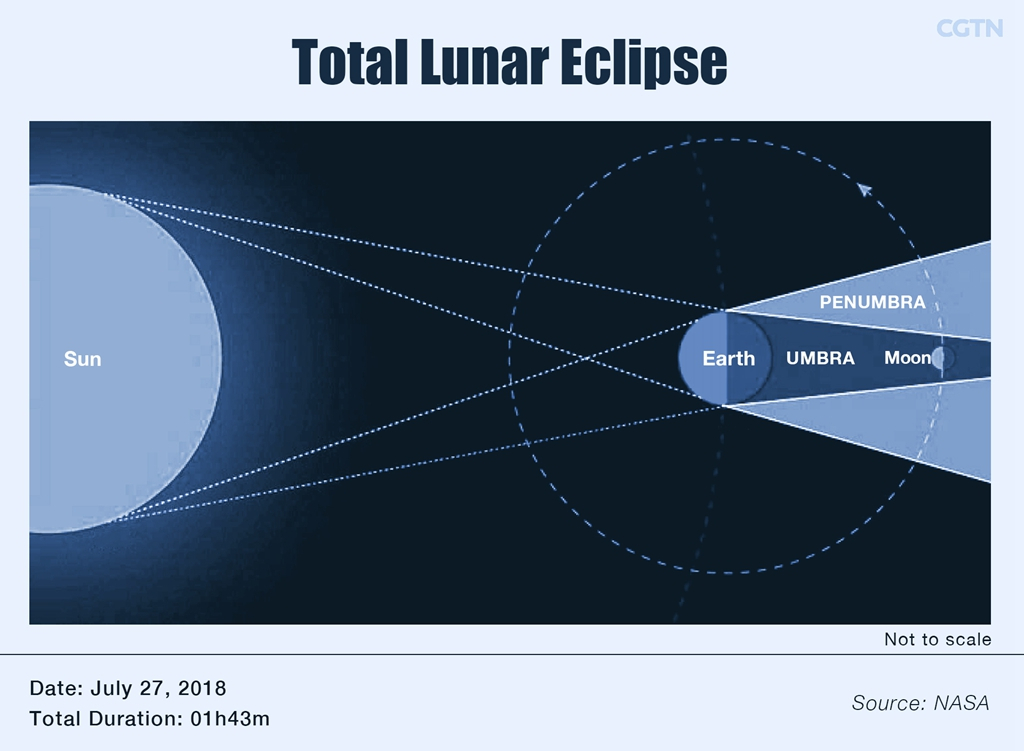 CGTN
Total Lunar Eclipse
PENUMBRA
Sun
Earth
UMBRA
Moon
Not to scale
Date: July 27, 2018
Total Duration: 01h43m
Source: NASA